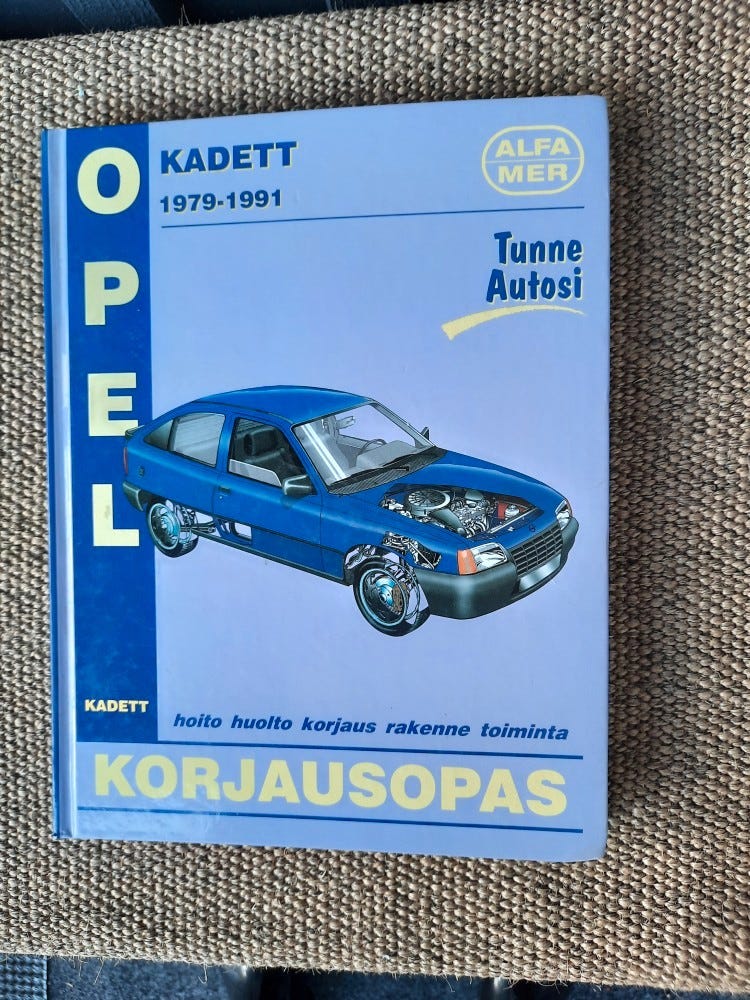 OPEL
KADETT
1979-1991
ALFA
MER
Tunne
Autosi
KADETT
hoito huolto korjaus rakenne toiminta
KORJAUSOPAS